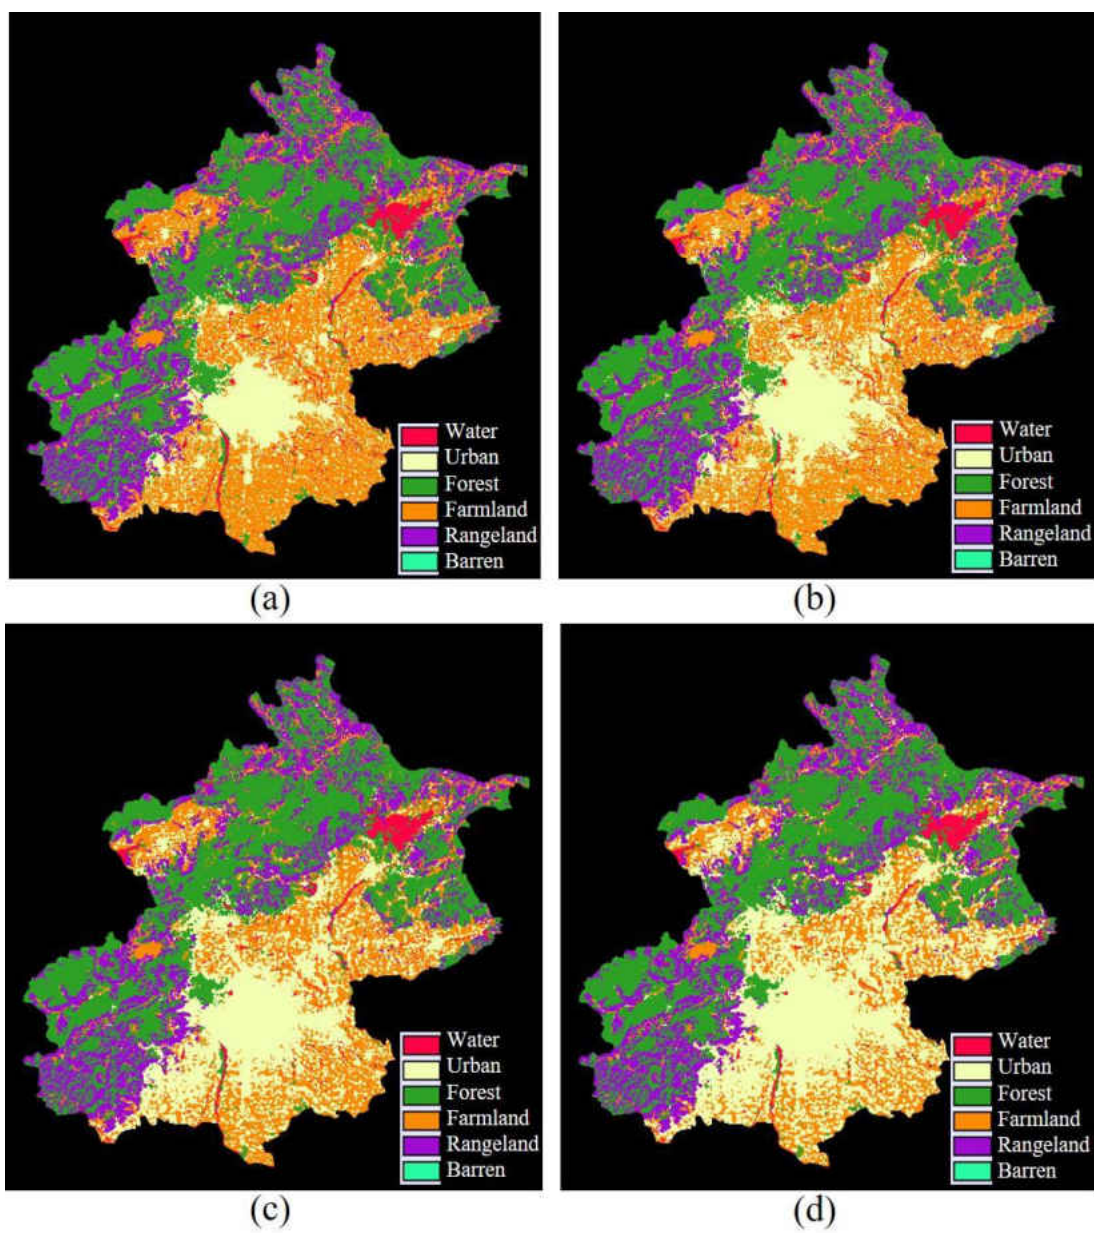 Water
Urban
Forest
Farmland
Rangeland
Barren
(a)
Water
Urban
Forest
Farmland
Rangeland
Barren
(b)
Water
Urban
Forest
Farmland
Rangeland
Barren
(c)
Water
Urban
Forest
Farmland
Rangeland
Barren
(d)